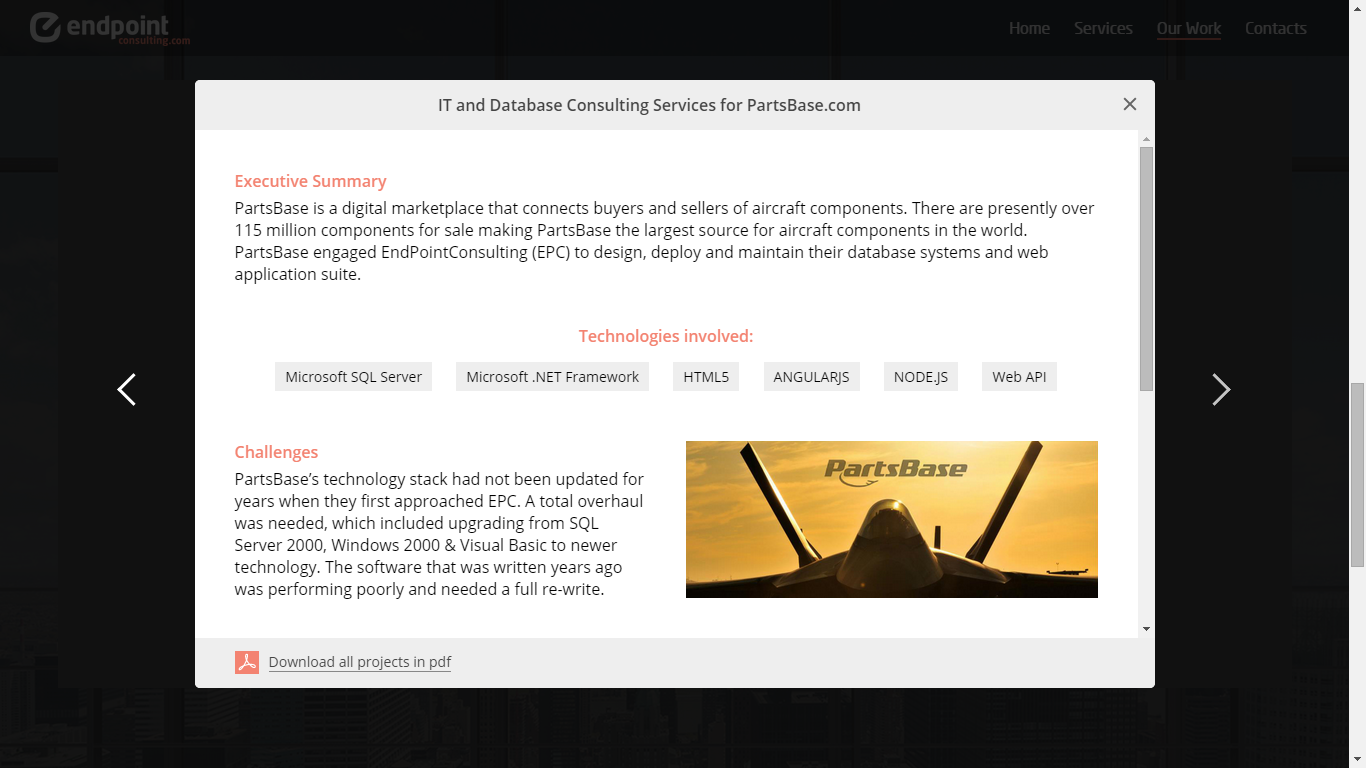 endpoint
consulting.com
Home Services Our Work Contacts
IT and Database Consulting Services for PartsBase.com
Executive Summary
PartsBase is a digital marketplace that connects buyers and sellers of aircraft components. There are presently over
115 million components for sale making PartsBase the largest source for aircraft components in the world.
PartsBase engaged EndPointConsulting (EPC) to design, deploy and maintain their database systems and web
application suite.
Technologies involved:
Microsoft SQL Server Microsoft .NET Framework HTML5 ANGULARJS NODE.JS Web API
Challenges
PartsBase’s technology stack had not been updated for
years when they first approached EPC. A total overhaul
was needed, which included upgrading from SQL
Server 2000, Windows 2000 & Visual Basic to newer
technology. The software that was written years ago
was performing poorly and needed a full re-write.
PartsBase
Download all projects in pdf